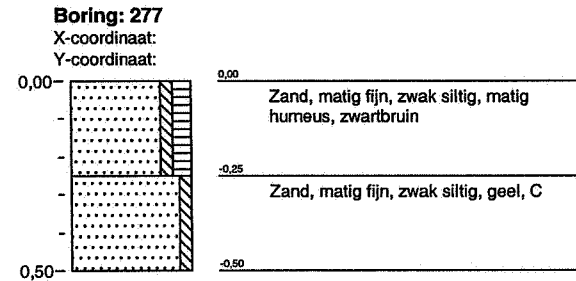 Boring: 277
X-coordinaat:
Y-coordinaat:
0,00
0,00
Zand, matig fijn, zwak siltig, matig
humeus, zwartbruin
-0,25
Zand, matig fijn, zwak siltig, geel, C
0,50
-0,50